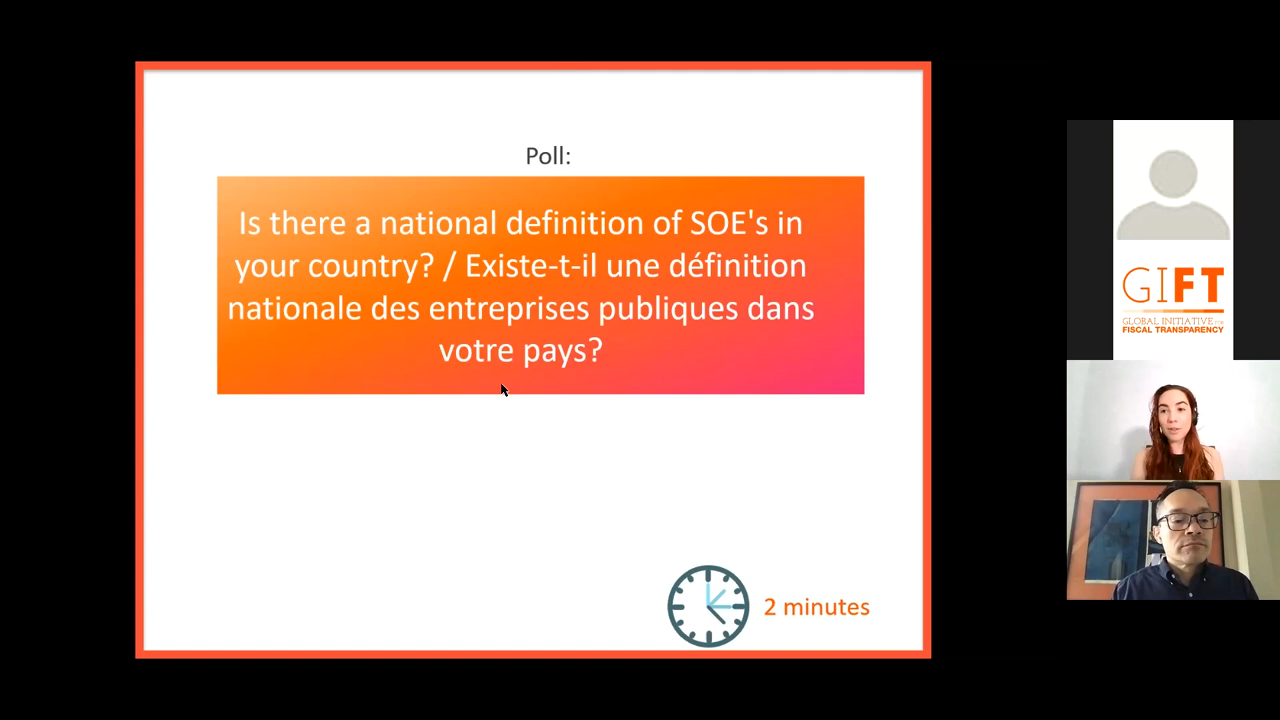 Poll:
Is there a national definition of SOE's in
your country? / Existe-t-il une définition
nationale des entreprises publiques dans
votre pays?
2 minutes
GIFT
GLOBAL INITIATIVE FOR
FISCAL TRANSPARENCY